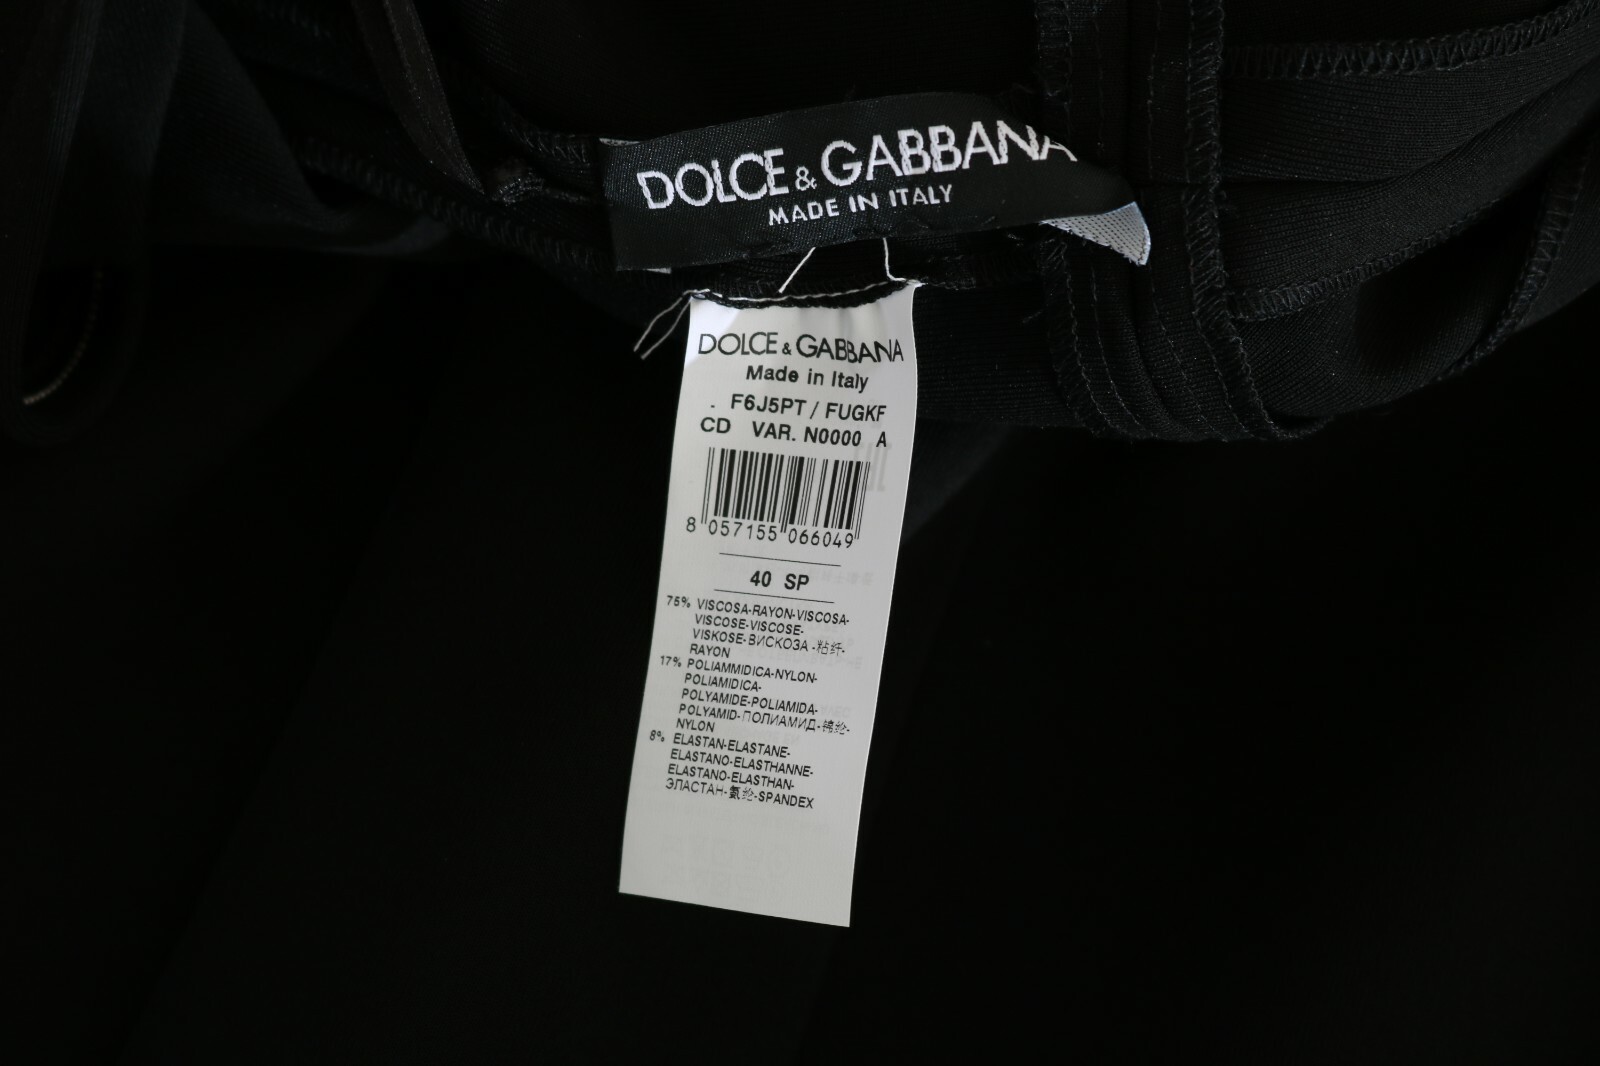 DOLCE & GABBANA
MADE IN ITALY
DOLCE & GABBANA
Made in Italy
. F6J5PT / FUGKF
CD VAR. N0000 A
8 057155 066049
40 SP
75% VISCOSA-RAYON-VISCOSA-
VISCOSE-VISCOSE-
VISKOSE-ВИСКОЗА-粘纤-
RAYON
17% POLIAMMIDICA-NYLON-
POLIAMIDICA-
POLYAMIDE-POLIAMIDA-
POLYAMID-ПОЛИАМИД-锦纶-
NYLON
8% ELASTAN-ELASTANE-
ELASTANO-ELASTHANNE-
ELASTANO-ELASTHAN-
ЭЛАСТАН-氨纶-SPANDEX